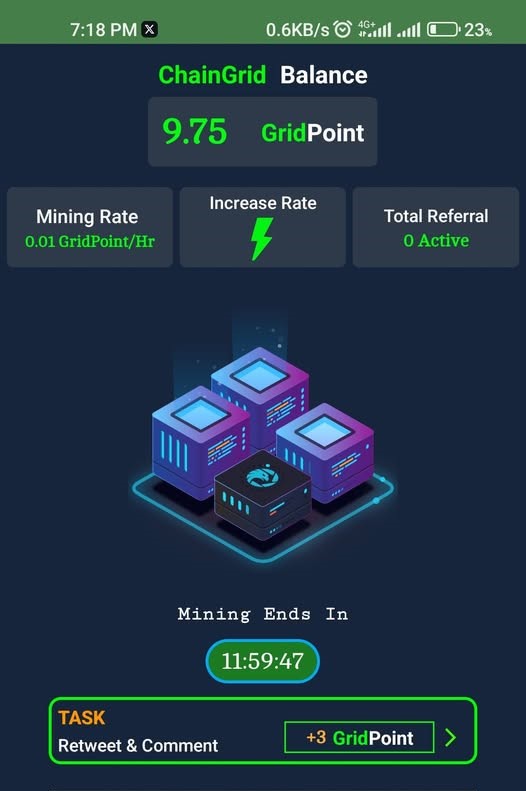 7:18 PM X 0.6KB/s 4G+ 23%
ChainGrid Balance
9.75 GridPoint
Mining Rate
0.01 GridPoint/Hr
Increase Rate
Total Referral
0 Active
Mining Ends In
11:59:47
TASK
Retweet & Comment
+3 GridPoint